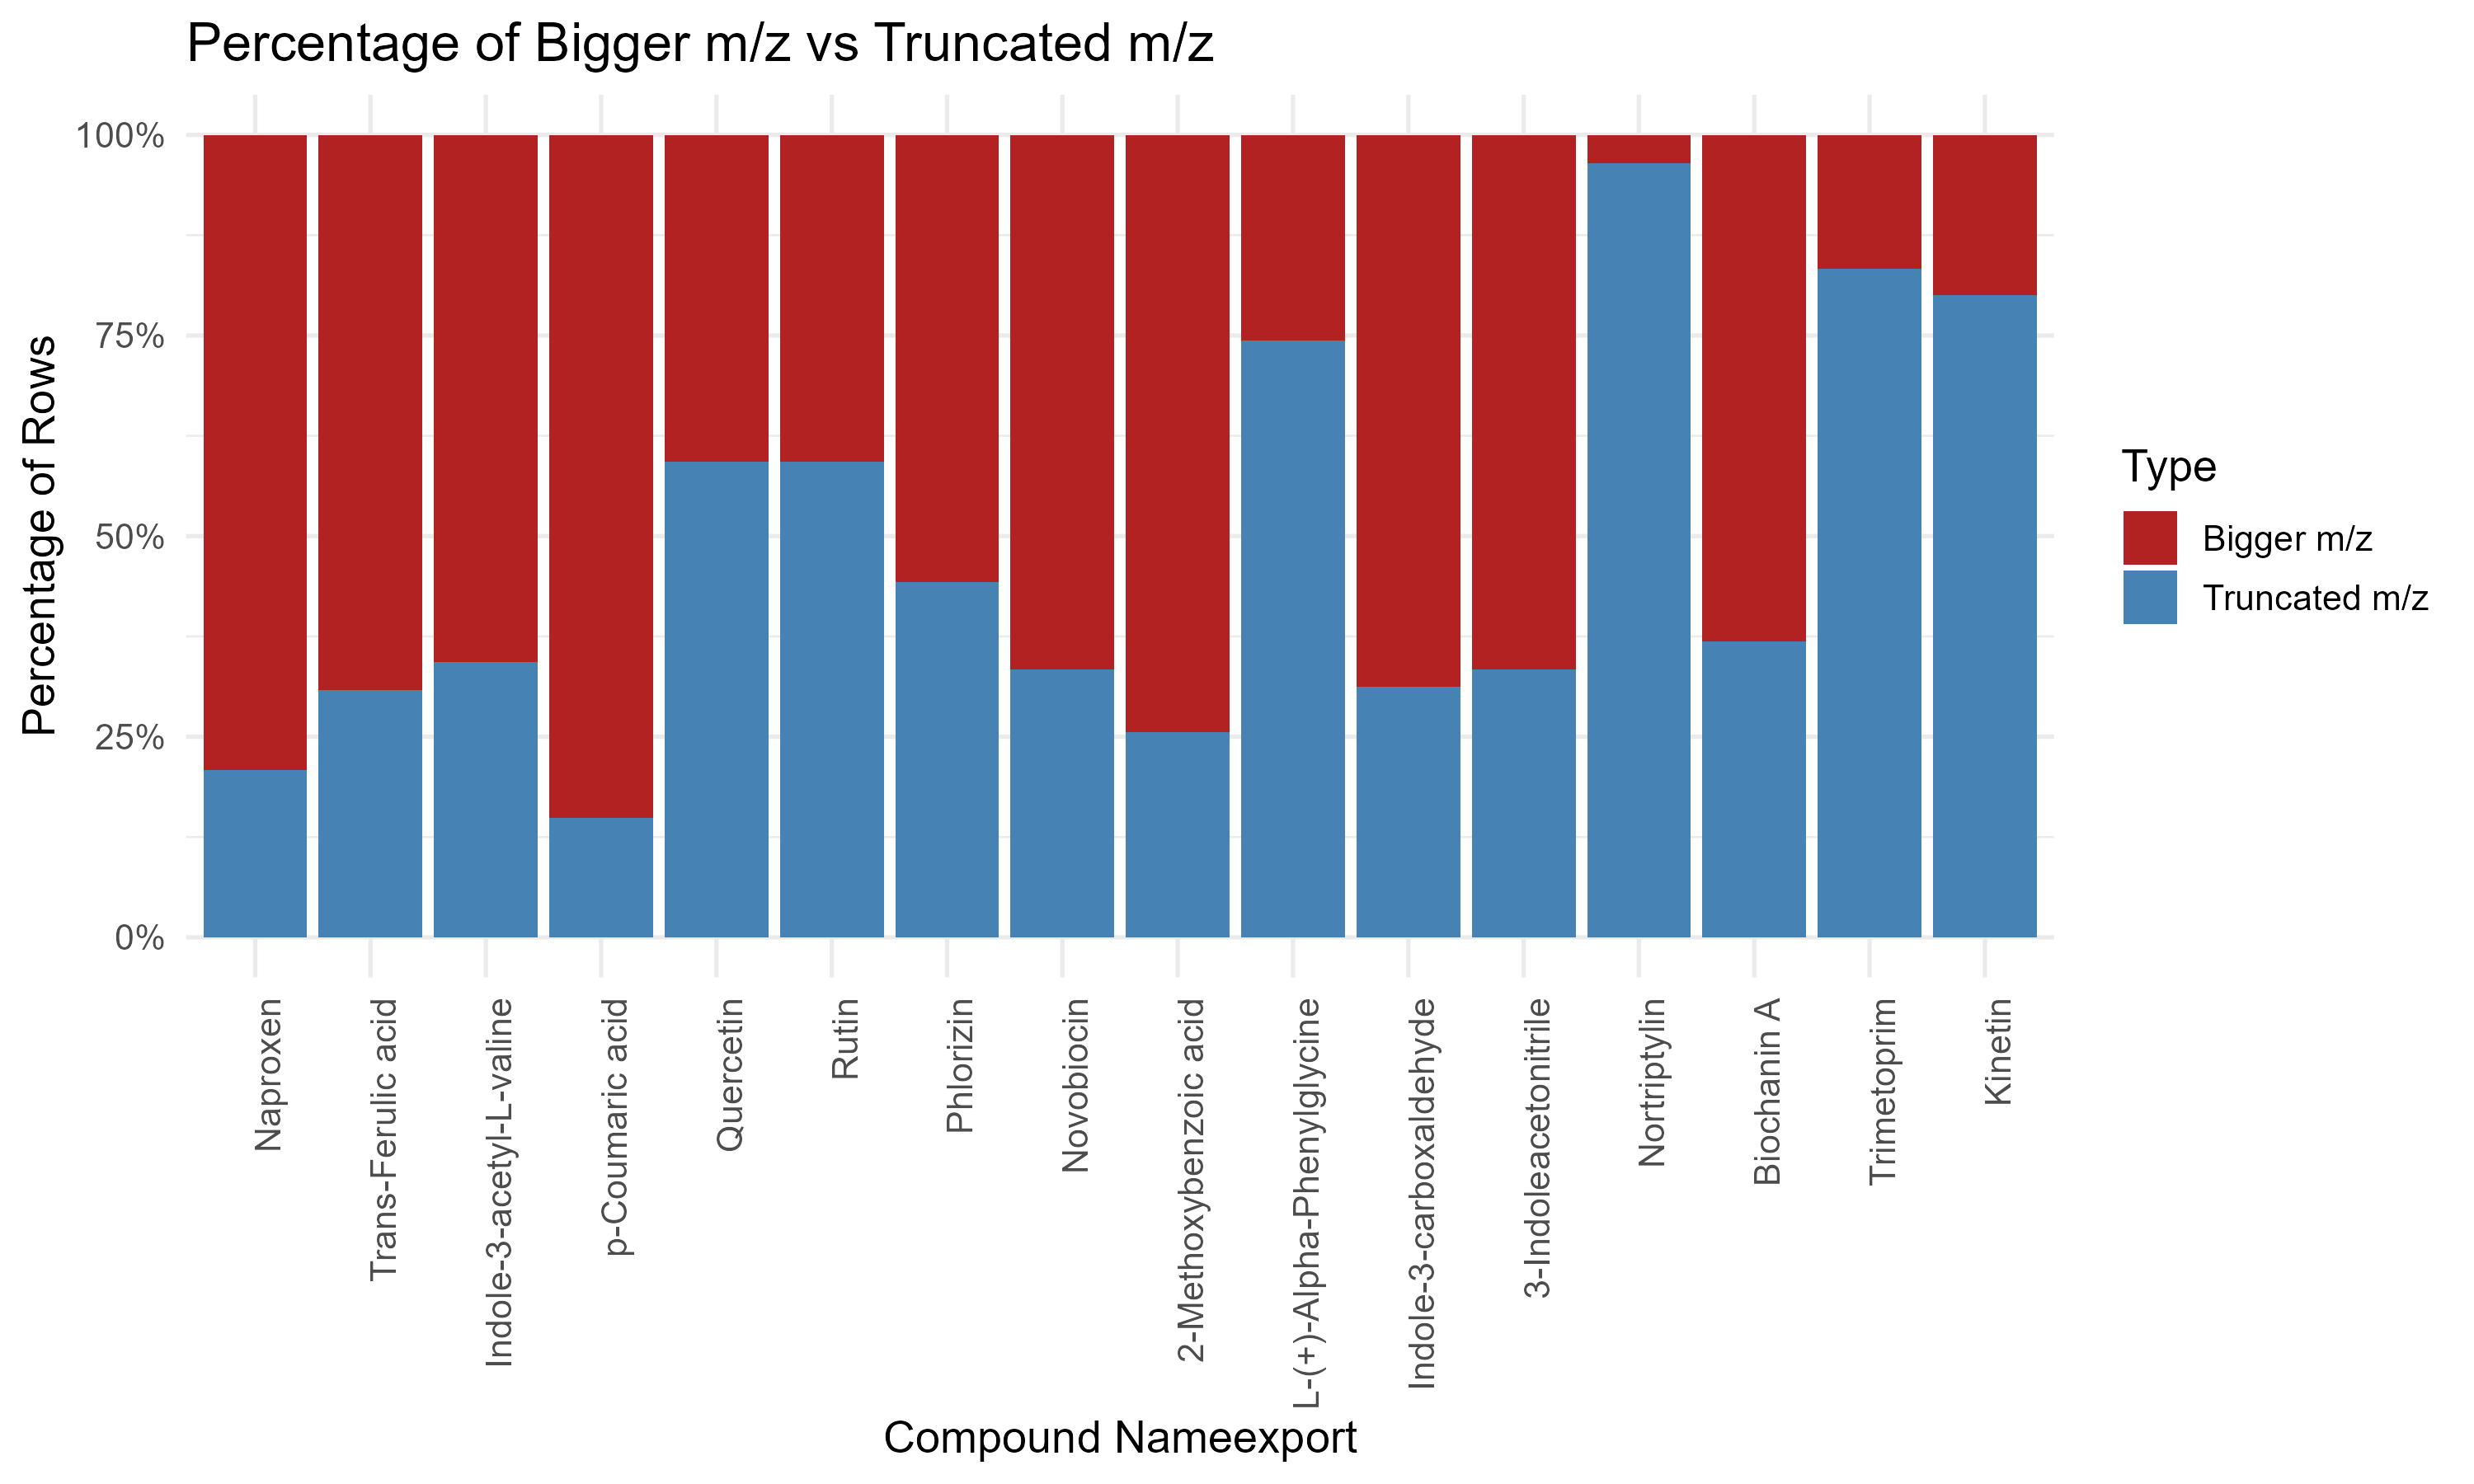 Percentage of Bigger m/z vs Truncated m/z
Percentage of Rows
100%
75%
50%
25%
0%
Naproxen
Trans-Ferulic acid
Indole-3-acetyl-L-valine
p-Coumaric acid
Quercetin
Rutin
Phlorizin
Novobiocin
2-Methoxybenzoic acid
L-(+)-Alpha-Phenylglycine
Indole-3-carboxaldehyde
3-Indoleacetonitrile
Nortriptylin
Biochanin A
Trimetoprim
Kinetin
Compound Nameexport
Type
Bigger m/z
Truncated m/z